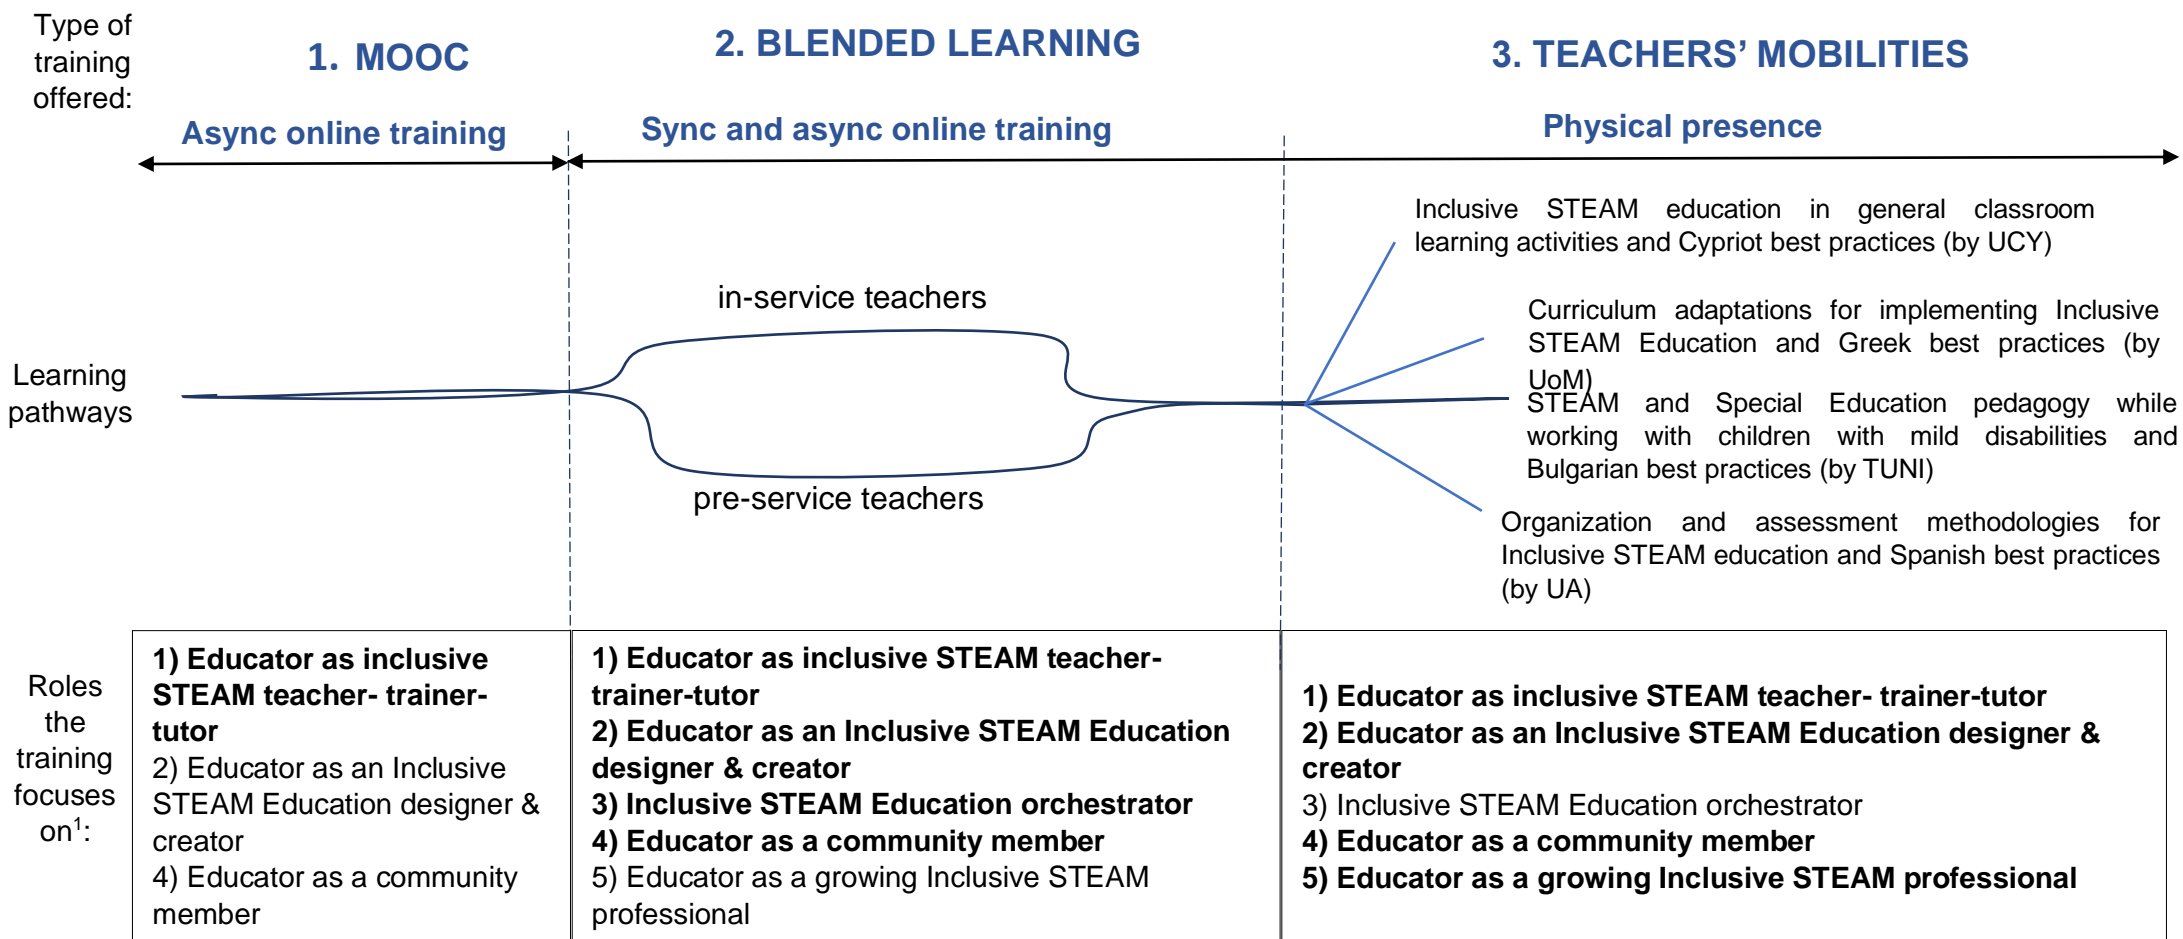 Type of
training
offered:
1. MOOC
2. BLENDED LEARNING
3. TEACHERS’ MOBILITIES
Async online training
Sync and async online training
Physical presence
Inclusive STEAM education in general classroom
learning activities and Cypriot best practices (by UCY)
in-service teachers
Curriculum adaptations for implementing Inclusive
STEAM Education and Greek best practices (by
UoM)
Learning
pathways
STEAM and Special Education pedagogy while
working with children with mild disabilities and
Bulgarian best practices (by TUNI)
pre-service teachers
Organization and assessment methodologies for
Inclusive STEAM education and Spanish best practices
(by UA)
Roles
the
training
focuses
on¹:
1) Educator as inclusive
STEAM teacher- trainer-
tutor
2) Educator as an Inclusive
STEAM Education designer &
creator
4) Educator as a community
member
1) Educator as inclusive STEAM teacher-
trainer-tutor
2) Educator as an Inclusive STEAM Education
designer & creator
3) Inclusive STEAM Education orchestrator
4) Educator as a community member
5) Educator as a growing Inclusive STEAM
professional
1) Educator as inclusive STEAM teacher- trainer-tutor
2) Educator as an Inclusive STEAM Education designer &
creator
3) Inclusive STEAM Education orchestrator
4) Educator as a community member
5) Educator as a growing Inclusive STEAM professional